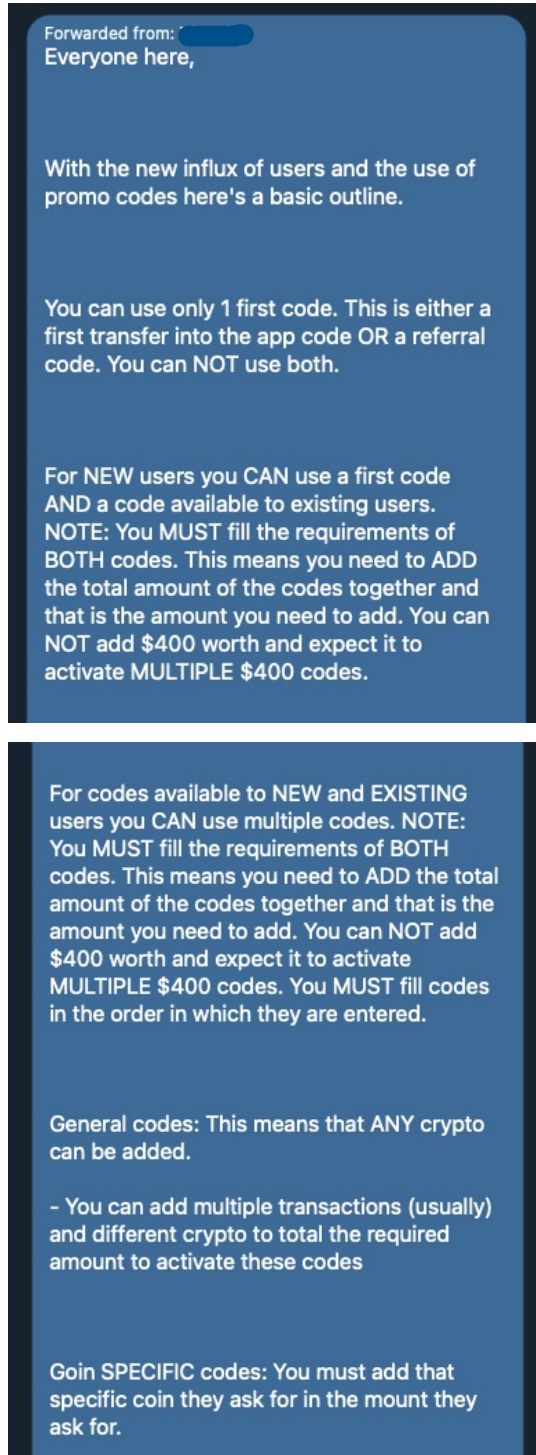 Forwarded from:
Everyone here,
With the new influx of users and the use of
promo codes here's a basic outline.
You can use only 1 first code. This is either a
first transfer into the app code OR a referral
code. You can NOT use both.
For NEW users you CAN use a first code
AND a code available to existing users.
NOTE: You MUST fill the requirements of
BOTH codes. This means you need to ADD
the total amount of the codes together and
that is the amount you need to add. You can
NOT add $400 worth and expect it to
activate MULTIPLE $400 codes.
For codes available to NEW and EXISTING
users you CAN use multiple codes. NOTE:
You MUST fill the requirements of BOTH
codes. This means you need to ADD the total
amount of the codes together and that is the
amount you need to add. You can NOT add
$400 worth and expect it to activate
MULTIPLE $400 codes. You MUST fill codes
in the order in which they are entered.
General codes: This means that ANY crypto
can be added.
- You can add multiple transactions (usually)
and different crypto to total the required
amount to activate these codes
Goin SPECIFIC codes: You must add that
specific coin they ask for in the mount they
ask for.